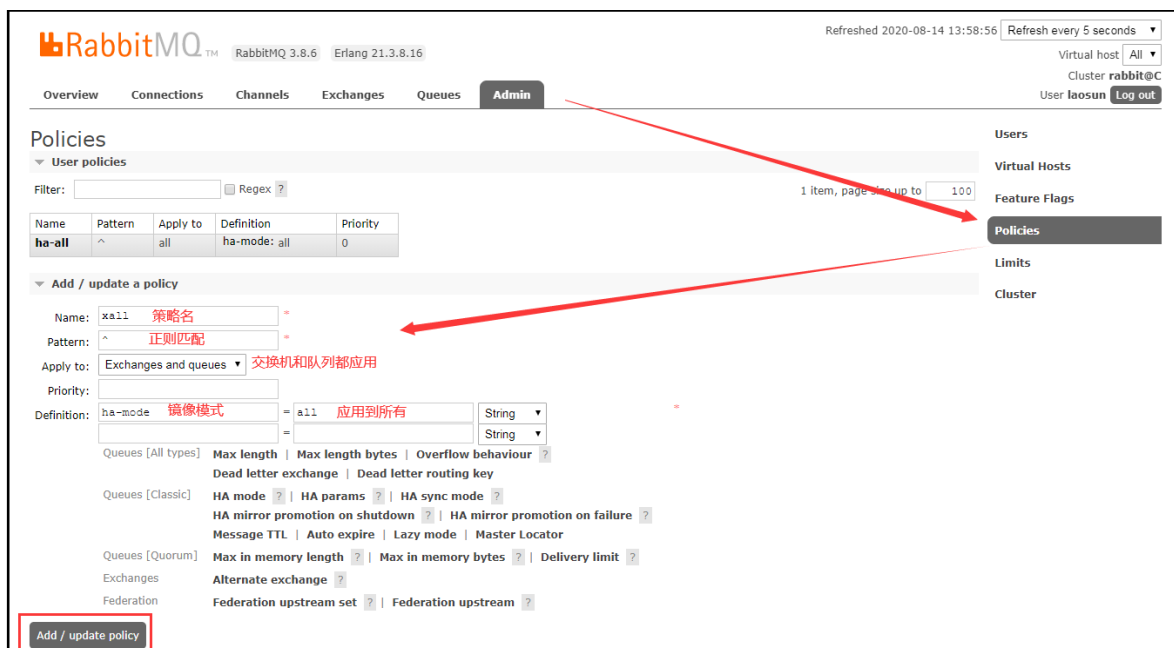 Refreshed 2020-08-14 13:58:56 Refresh every 5 seconds
RabbitMQ TM RabbitMQ 3.8.6 Erlang 21.3.8.16
Virtual host All
Cluster rabbit@C
User laosun Log out
Overview Connections Channels Exchanges Queues Admin
Policies
User policies
Filter: Regex ?
1 item, page size up to 100
Name Pattern Apply to Definition Priority
ha-all ^ all ha-mode: all 0
Add / update a policy
Name: xall 策略名 *
Pattern: ^ 正则匹配 *
Apply to: Exchanges and queues 交换机和队列都应用
Priority:
Definition: ha-mode 镜像模式 = all 应用到所有 String *
= String
Queues [All types] Max length | Max length bytes | Overflow behaviour ?
Dead letter exchange | Dead letter routing key
Queues [Classic] HA mode ? | HA params ? | HA sync mode ?
HA mirror promotion on shutdown ? | HA mirror promotion on failure ?
Message TTL | Auto expire | Lazy mode | Master Locator
Queues [Quorum] Max in memory length ? | Max in memory bytes ? | Delivery limit ?
Exchanges Alternate exchange ?
Federation Federation upstream set ? | Federation upstream ?
Add / update policy
Users
Virtual Hosts
Feature Flags
Policies
Limits
Cluster